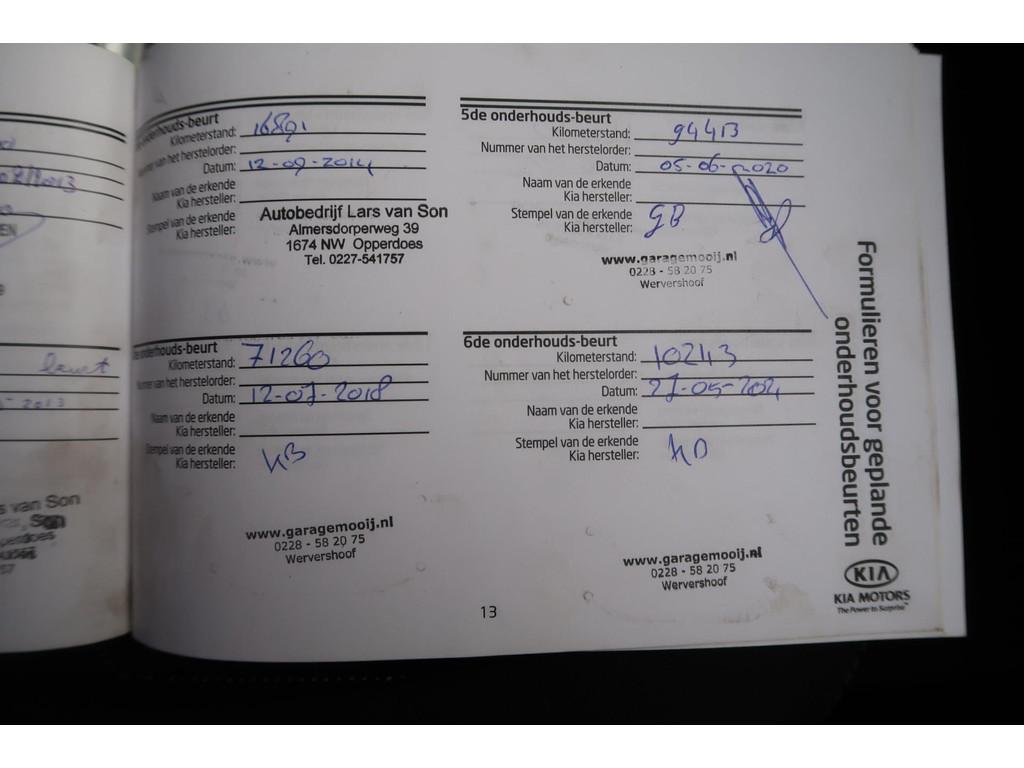 EN
s van Son
onderhouds-beurt
Kilometerstand: 16891
Nummer van het herstelorder:
Datum: 12-09-2014
Naam van de erkende
Kia hersteller:
Stempel van de erkende
Kia hersteller:
Autobedrijf Lars van Son
Almersdorperweg 39
1674 NW Opperdoes
Tel. 0227-541757
onderhouds-beurt
Kilometerstand: 71260
Nummer van het herstelorder:
Datum: 12-07-2018
Naam van de erkende
Kia hersteller:
Stempel van de erkende
Kia hersteller:
www.garagemooij.nl
0228 - 58 20 75
Wervershoof
5de onderhouds-beurt
Kilometerstand: 94413
Nummer van het herstelorder:
Datum: 05-06-2020
Naam van de erkende
Kia hersteller:
Stempel van de erkende
Kia hersteller: GB
www.garagemooij.nl
0228 - 58 20 75
Wervershoof
6de onderhouds-beurt
Kilometerstand: 10243
Nummer van het herstelorder:
Datum: 27-05-2024
Naam van de erkende
Kia hersteller:
Stempel van de erkende
Kia hersteller:
www.garagemooij.nl
0228 - 58 20 75
Wervershoof
13
Formulieren voor geplande
onderhoudsbeurten
KIA
KIA MOTORS
The Power to Surprise™